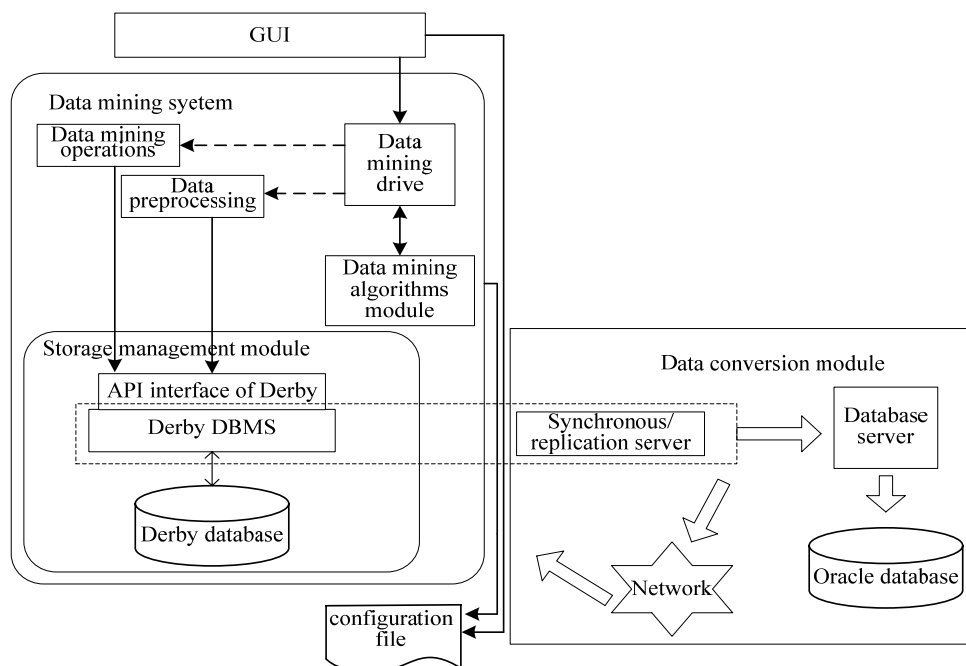 GUI
Data mining syetem
Data mining
operations
Data
mining
drive
Data
preprocessing
Data mining
algorithms
module
Storage management module
API interface of Derby
Derby DBMS
Derby database
configuration
file
Data conversion module
Synchronous/
replication server
Database
server
Network
Oracle database